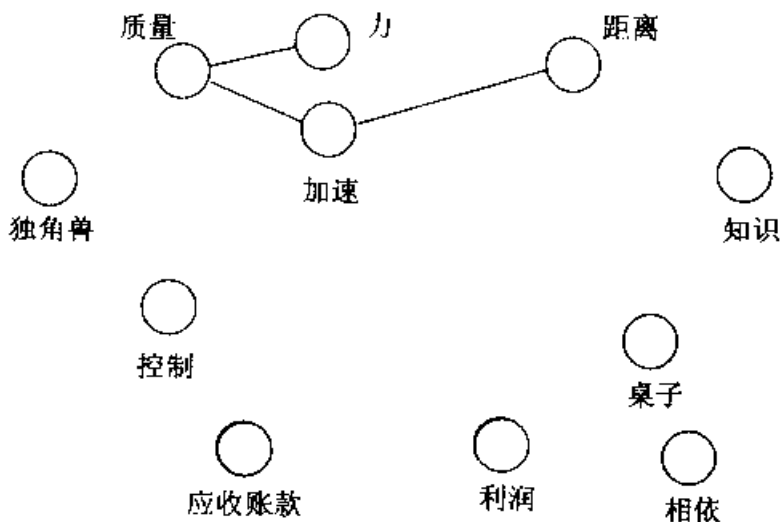 质量
力
距离
加速
独角兽
知识
控制
桌子
应收账款
利润
相依